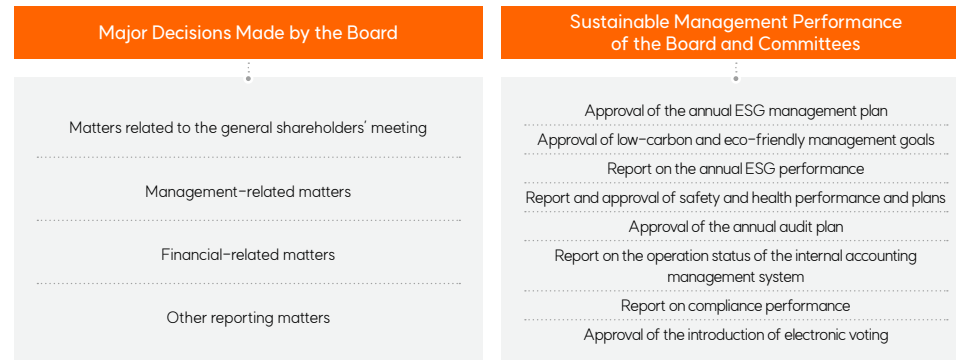 Major Decisions Made by the Board
Matters related to the general shareholders' meeting
Management-related matters
Financial-related matters
Other reporting matters
Sustainable Management Performance
of the Board and Committees
Approval of the annual ESG management plan
Approval of low-carbon and eco-friendly management goals
Report on the annual ESG performance
Report and approval of safety and health performance and plans
Approval of the annual audit plan
Report on the operation status of the internal accounting
management system
Report on compliance performance
Approval of the introduction of electronic voting